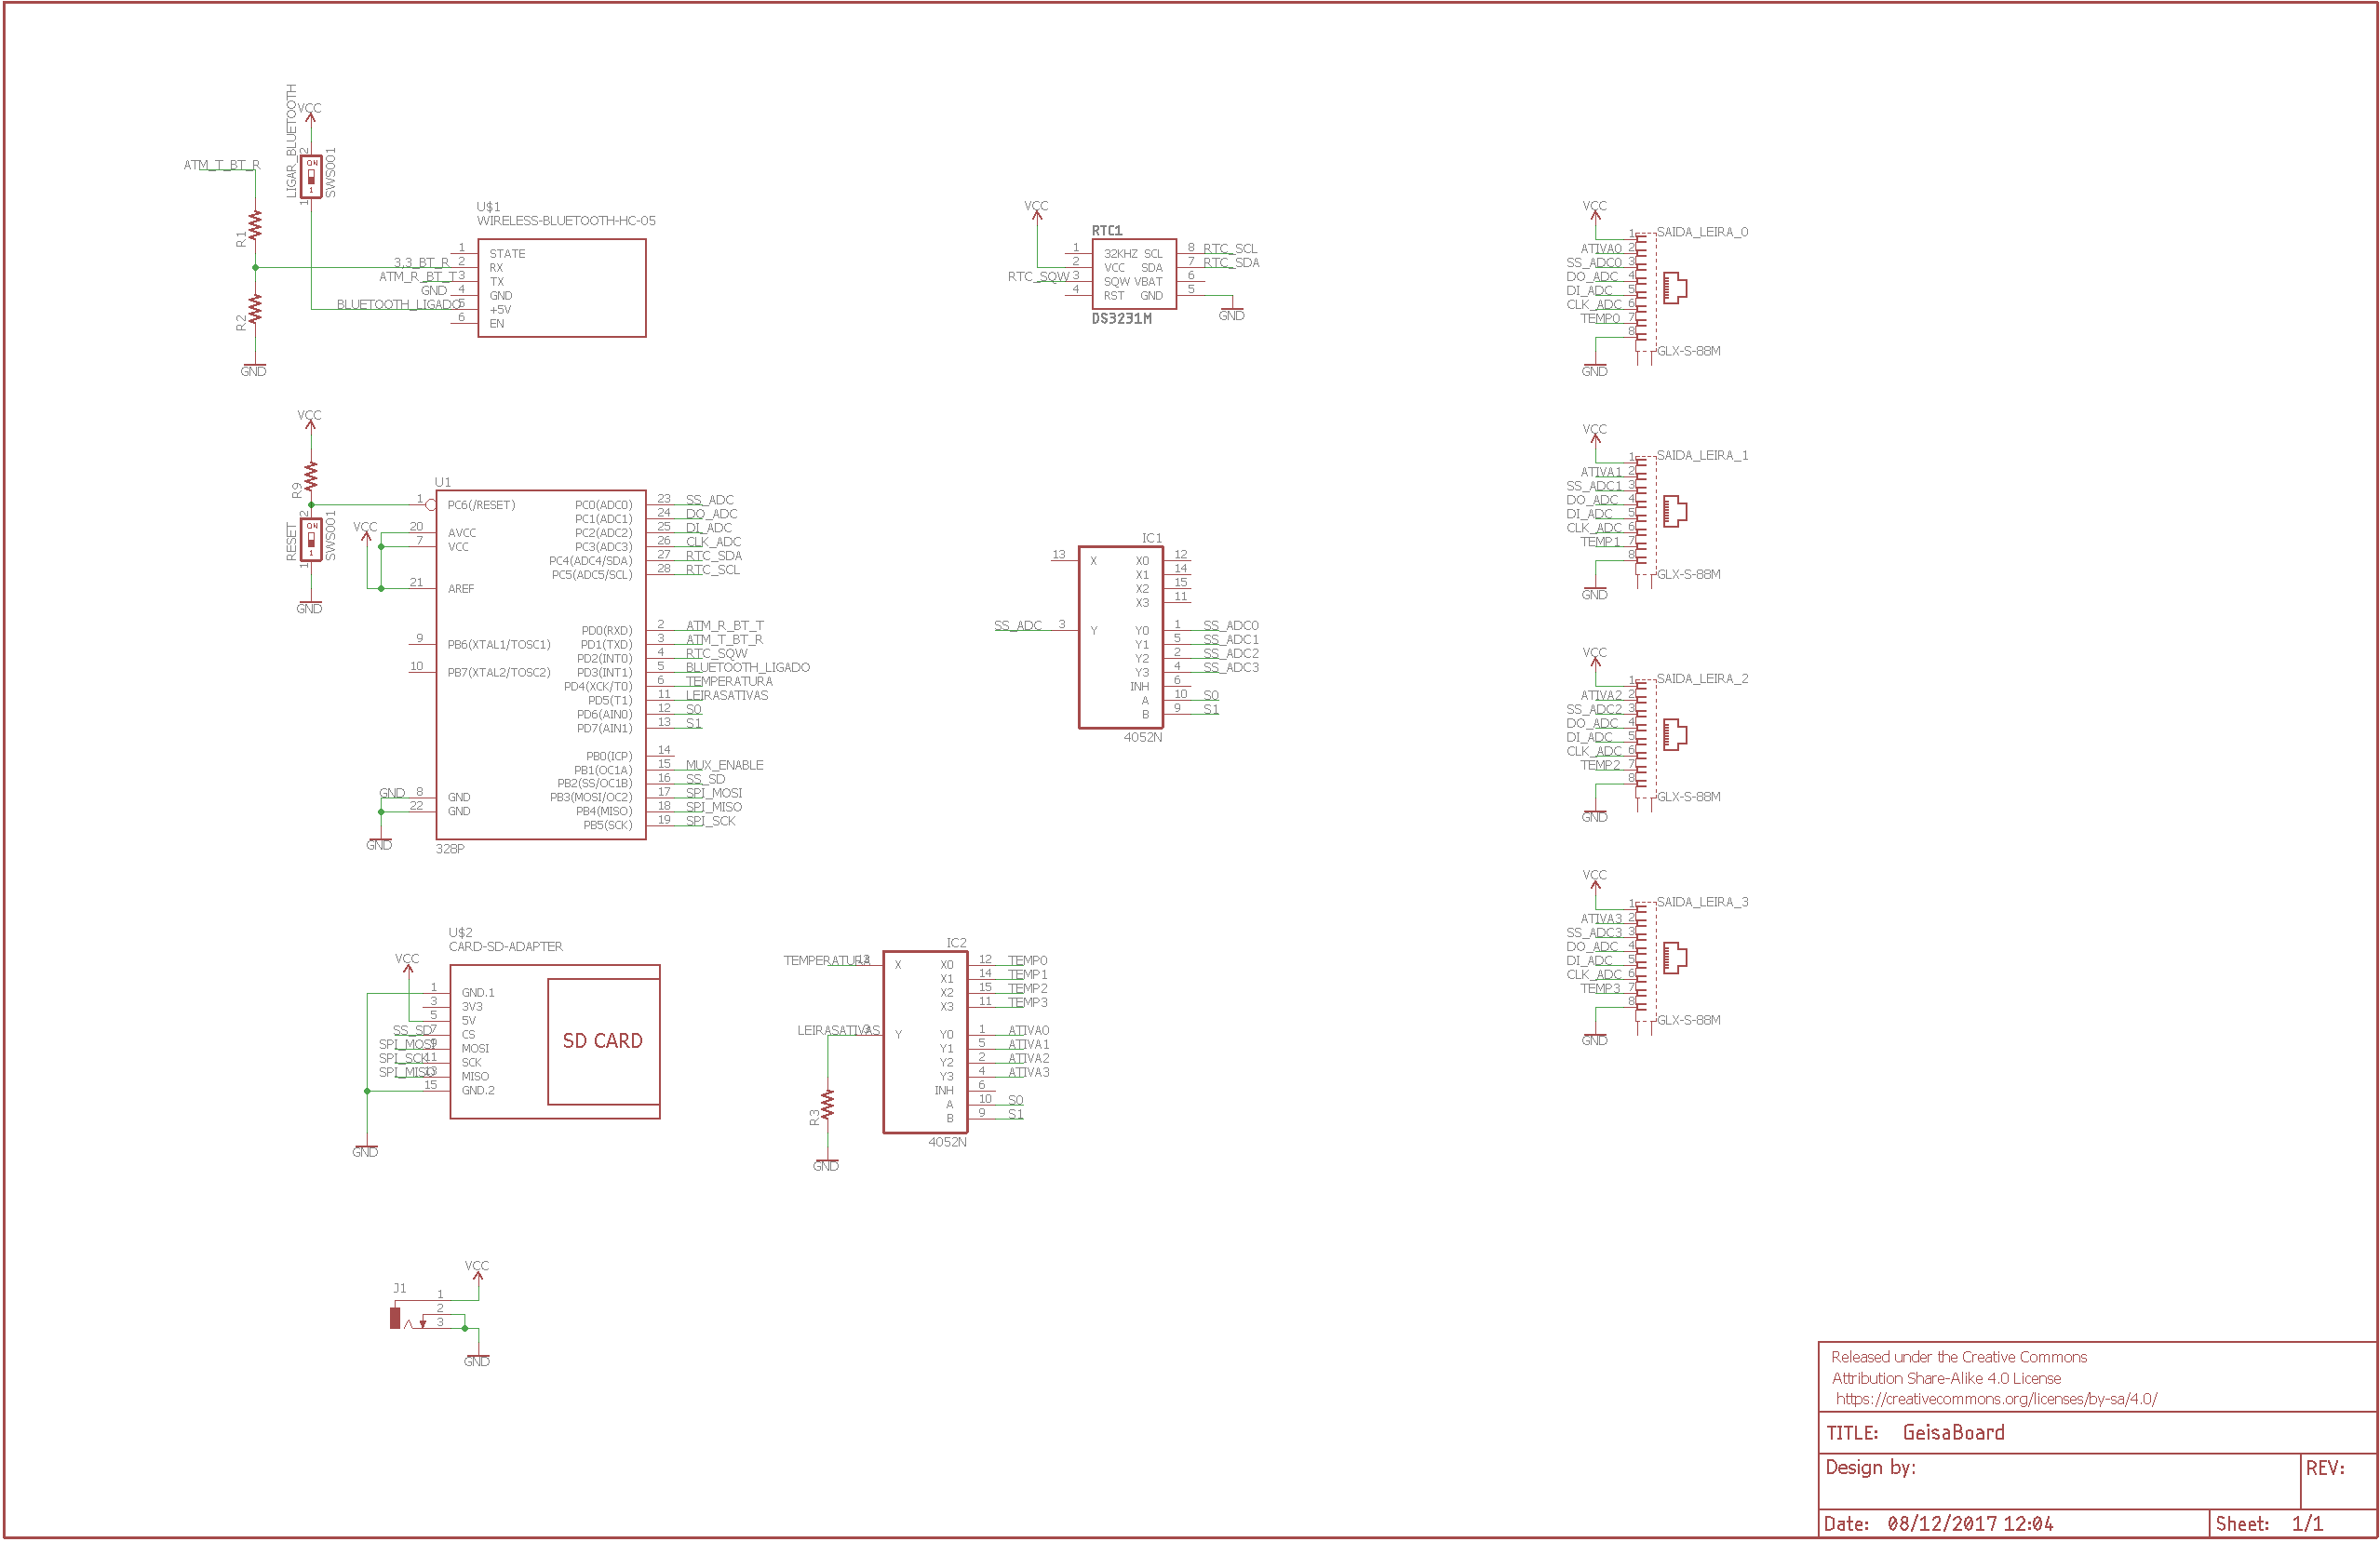 LIGAR_BLUETOOTH
VCC
2
ON
1
1
SWS001
ATM_T_BT_R
R1
R2
GND
U$1
WIRELESS-BLUETOOTH-HC-05
1 STATE
3,3_BT_R 2 RX
ATM_R_BT_T 3 TX
GND 4 GND
BLUETOOTH_LIGADO 5 +5V
6 EN
VCC
RTC1
1 32KHZ SCL 8 RTC_SCL
2 VCC SDA 7 RTC_SDA
RTC_SQW 3 SQW VBAT 6
4 RST GND 5
DS3231M
GND
VCC
1 SAIDA_LEIRA_0
ATIVA0 2
SS_ADC0 3
DO_ADC 4
DI_ADC 5
CLK_ADC 6
TEMP0 7
8
GLX-S-88M
GND
VCC
R9
2
ON
1
1
RESET
SWS001
GND
VCC
U1
1 PC6(/RESET)
20 AVCC
7 VCC
21 AREF
9 PB6(XTAL1/TOSC1)
10 PB7(XTAL2/TOSC2)
GND 8 GND
22 GND
GND
PC0(ADC0) 23 SS_ADC
PC1(ADC1) 24 DO_ADC
PC2(ADC2) 25 DI_ADC
PC3(ADC3) 26 CLK_ADC
PC4(ADC4/SDA) 27 RTC_SDA
PC5(ADC5/SCL) 28 RTC_SCL
PD0(RXD) 2 ATM_R_BT_T
PD1(TXD) 3 ATM_T_BT_R
PD2(INT0) 4 RTC_SQW
PD3(INT1) 5 BLUETOOTH_LIGADO
PD4(XCK/T0) 6 TEMPERATURA
PD5(T1) 11 LEIRASATIVAS
PD6(AIN0) 12 S0
PD7(AIN1) 13 S1
PB0(ICP) 14
PB1(OC1A) 15 MUX_ENABLE
PB2(SS/OC1B) 16 SS_SD
PB3(MOSI/OC2) 17 SPI_MOSI
PB4(MISO) 18 SPI_MISO
PB5(SCK) 19 SPI_SCK
328P
IC1
13 X X0 12
X1 14
X2 15
X3 11
SS_ADC 3 Y Y0 1 SS_ADC0
Y1 5 SS_ADC1
Y2 2 SS_ADC2
Y3 4 SS_ADC3
INH 6
A 10 S0
B 9 S1
4052N
VCC
1 SAIDA_LEIRA_1
ATIVA1 2
SS_ADC1 3
DO_ADC 4
DI_ADC 5
CLK_ADC 6
TEMP1 7
8
GLX-S-88M
GND
VCC
1 SAIDA_LEIRA_2
ATIVA2 2
SS_ADC2 3
DO_ADC 4
DI_ADC 5
CLK_ADC 6
TEMP2 7
8
GLX-S-88M
GND
VCC
1 SAIDA_LEIRA_3
ATIVA3 2
SS_ADC3 3
DO_ADC 4
DI_ADC 5
CLK_ADC 6
TEMP3 7
8
GLX-S-88M
GND
U$2
CARD-SD-ADAPTER
VCC
1 GND.1
3 3V3
5 5V
SS_SD 7 CS
SPI_MOSI 9 MOSI
SPI_SCK 11 SCK
SPI_MISO 13 MISO
15 GND.2
SD CARD
GND
IC2
TEMPERATURA 13 X X0 12 TEMP0
X1 14 TEMP1
X2 15 TEMP2
X3 11 TEMP3
LEIRASATIVAS 3 Y Y0 1 ATIVA0
Y1 5 ATIVA1
Y2 2 ATIVA2
Y3 4 ATIVA3
INH 6
A 10 S0
B 9 S1
4052N
R3
GND
VCC
J1
1
2
3
GND
Released under the Creative Commons
Attribution Share-Alike 4.0 License
https://creativecommons.org/licenses/by-sa/4.0/
TITLE: GeisaBoard
Design by:
REV:
Date: 08/12/2017 12:04
Sheet: 1/1